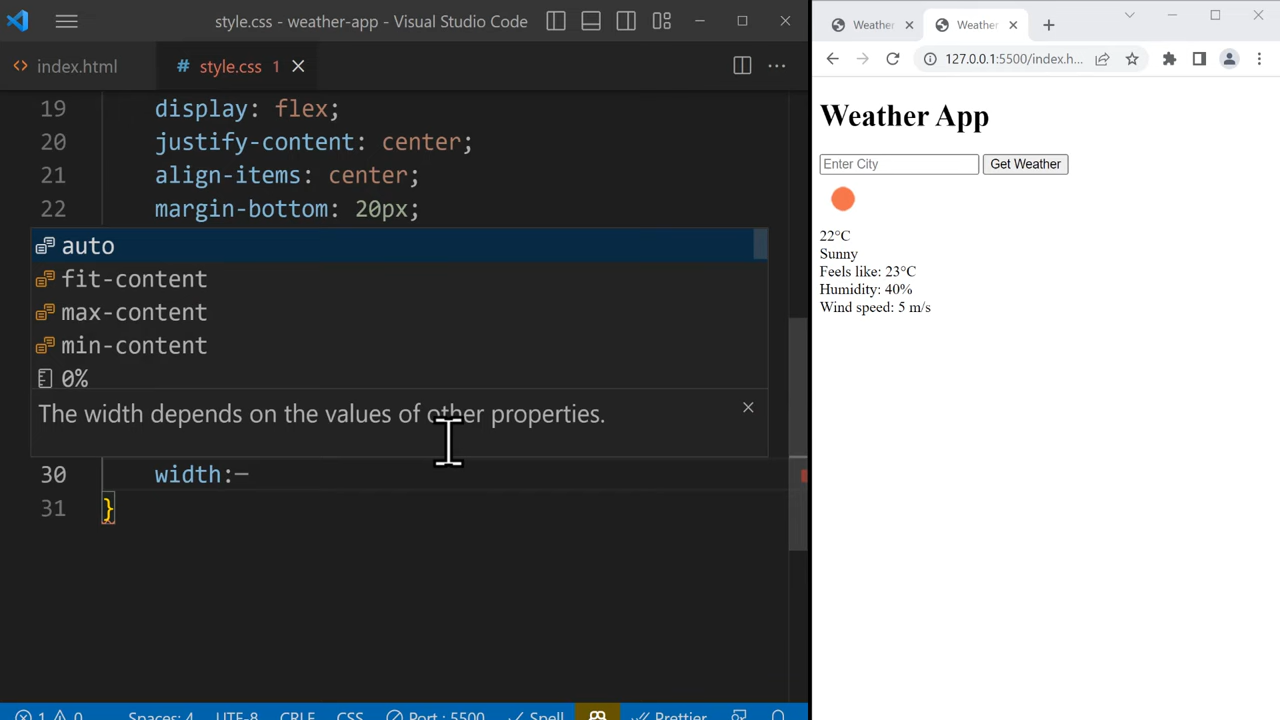 style.css - weather-app - Visual Studio Code
index.html
# style.css 1
19 display: flex;
20 justify-content: center;
21 align-items: center;
22 margin-bottom: 20px;
auto
fit-content
max-content
min-content
0%
The width depends on the values of other properties.
30 width:
31 }
1 0 Spaces: 4 UTF-8 CRLF CSS Port : 5500 Spell Prettier
Weather Weather
127.0.0.1:5500/index.h...
Weather App
Enter City Get Weather
22°C
Sunny
Feels like: 23°C
Humidity: 40%
Wind speed: 5 m/s